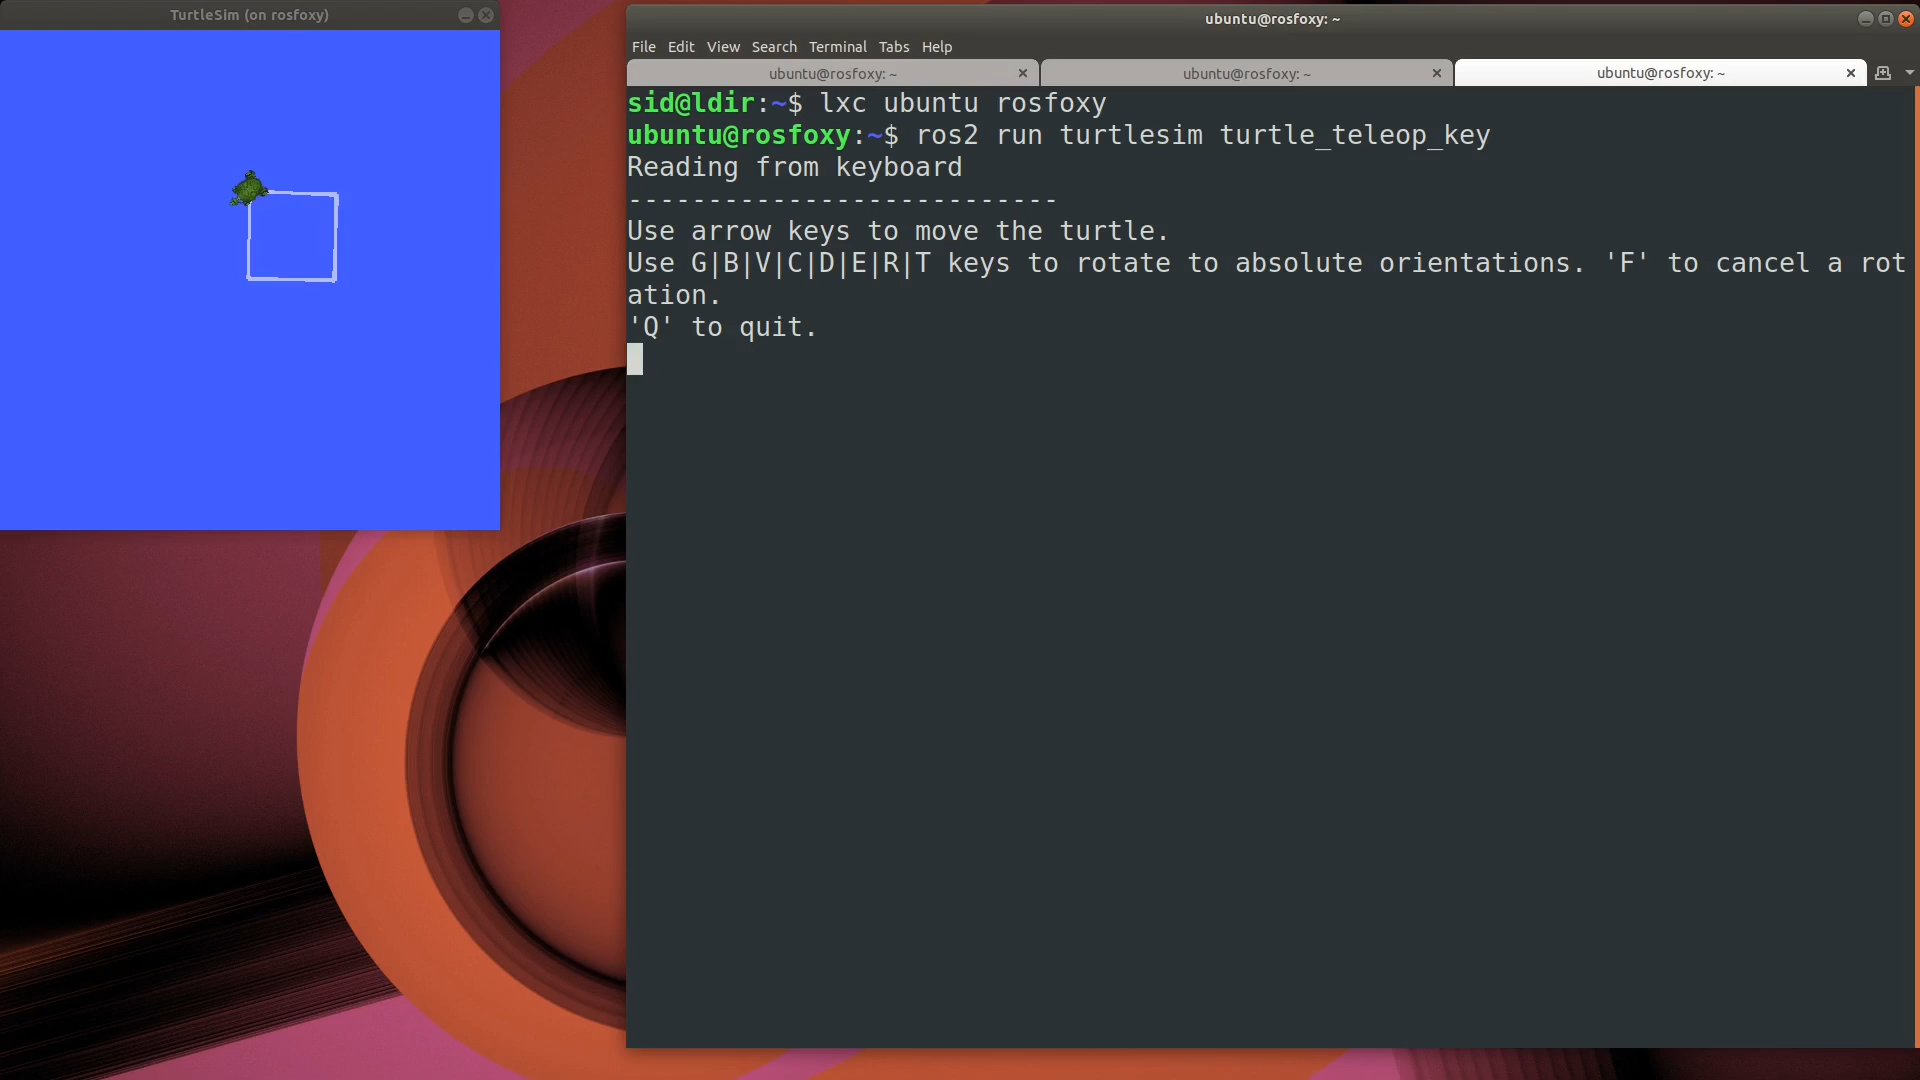 TurtleSim (on rosfoxy)
ubuntu@rosfoxy: ~
File Edit View Search Terminal Tabs Help
ubuntu@rosfoxy: ~ ubuntu@rosfoxy: ~ ubuntu@rosfoxy: ~
sid@ldir:~$ lxc ubuntu rosfoxy
ubuntu@rosfoxy:~$ ros2 run turtlesim turtle_teleop_key
Reading from keyboard
---------------------------
Use arrow keys to move the turtle.
Use G|B|V|C|D|E|R|T keys to rotate to absolute orientations. 'F' to cancel a rot
ation.
'Q' to quit.